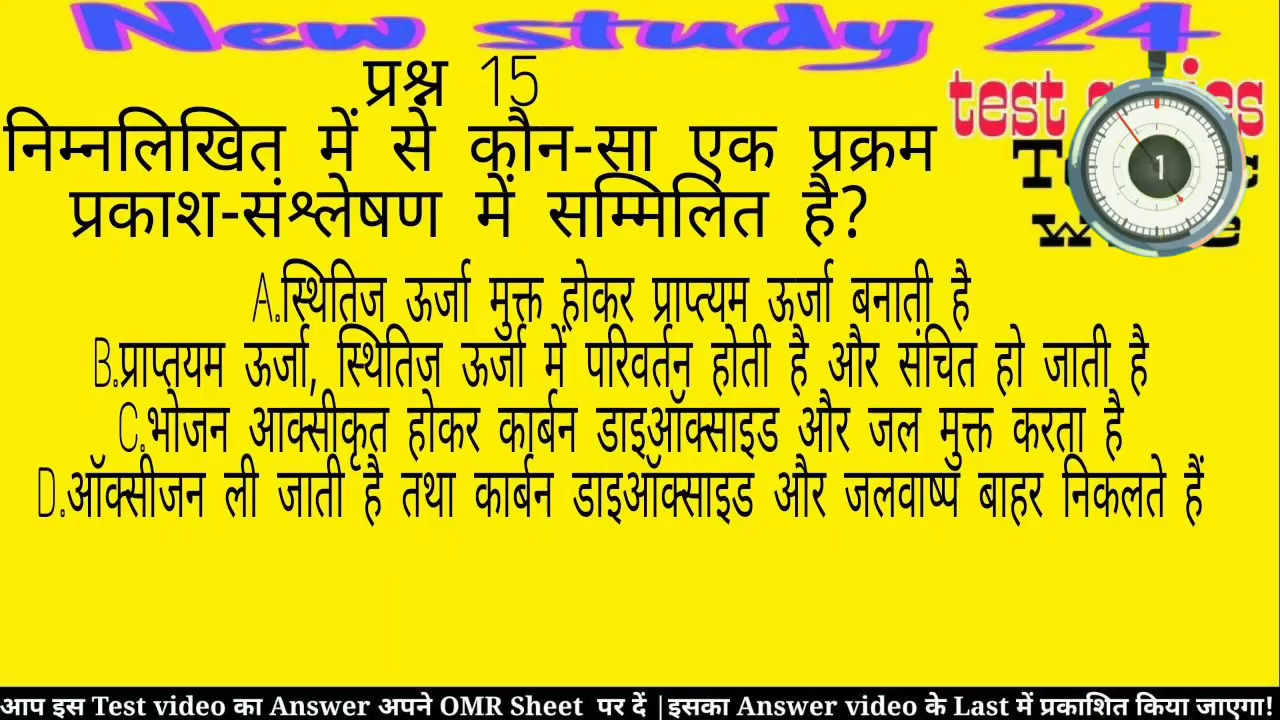 New study 24
प्रश्न 15
test
निम्नलिखित में से कौन-सा एक प्रक्रम
प्रकाश-संश्लेषण में सम्मिलित है?
1
A.स्थितिज ऊर्जा मुक्त होकर प्राप्त्यम ऊर्जा बनाती है
B.प्राप्तयम ऊर्जा, स्थितिज ऊर्जा में परिवर्तन होती है और संचित हो जाती है
C.भोजन आक्सीकृत होकर कार्बन डाइऑक्साइड और जल मुक्त करता है
D.ऑक्सीजन ली जाती है तथा कार्बन डाइऑक्साइड और जलवाष्प बाहर निकलते हैं
आप इस Test video का Answer अपने OMR Sheet पर दें |इसका Answer video के Last में प्रकाशित किया जाएगा!